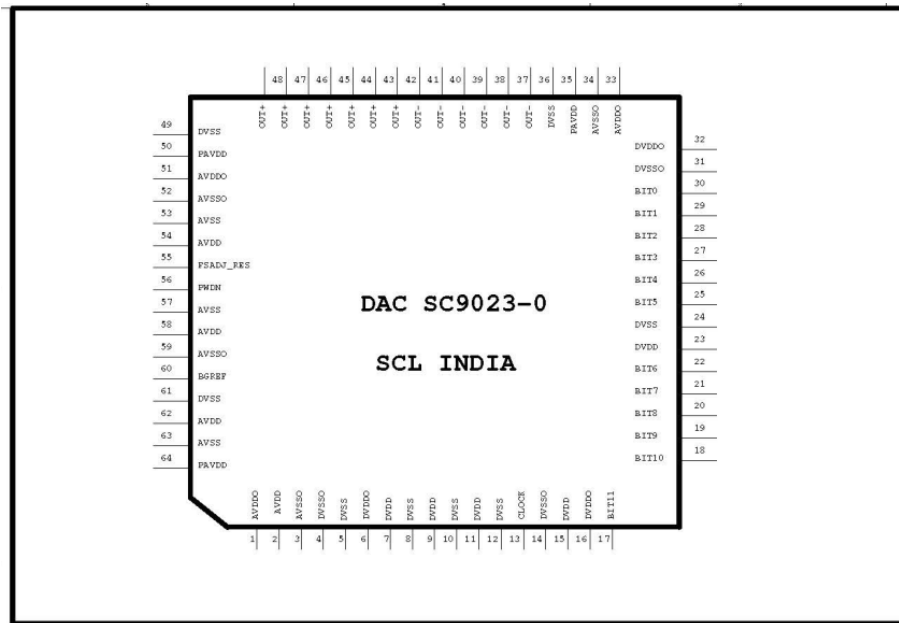 48 47 46 45 44 43 42 41 40 39 38 37 36 35 34 33
OUT+ OUT+ OUT+ OUT+ OUT+ OUT+ OUT+ OUT- OUT- OUT- OUT- OUT- OUT- DVSS PAVDD AVSSO AVDDO
49 DVSS
50 PAVDD
51 AVDDO
52 AVSSO
53 AVSS
54 AVDD
55 FSADJ_RES
56 PWDN
57 AVSS
58 AVDD
59 AVSSO
60 BGREF
61 DVSS
62 AVDD
63 AVSS
64 PAVDD
DAC SC9023-0
SCL INDIA
DVDDO 32
DVSSO 31
BIT0 30
BIT1 29
BIT2 28
BIT3 27
BIT4 26
BIT5 25
DVSS 24
DVDD 23
BIT6 22
BIT7 21
BIT8 20
BIT9 19
BIT10 18
AVDDO AVDD AVSSO DVSSO DVSS DVDDO DVDD DVSS DVDD DVSS DVDD DVSS CLOCK DVSSO DVDD DVDDO BIT11
1 2 3 4 5 6 7 8 9 10 11 12 13 14 15 16 17